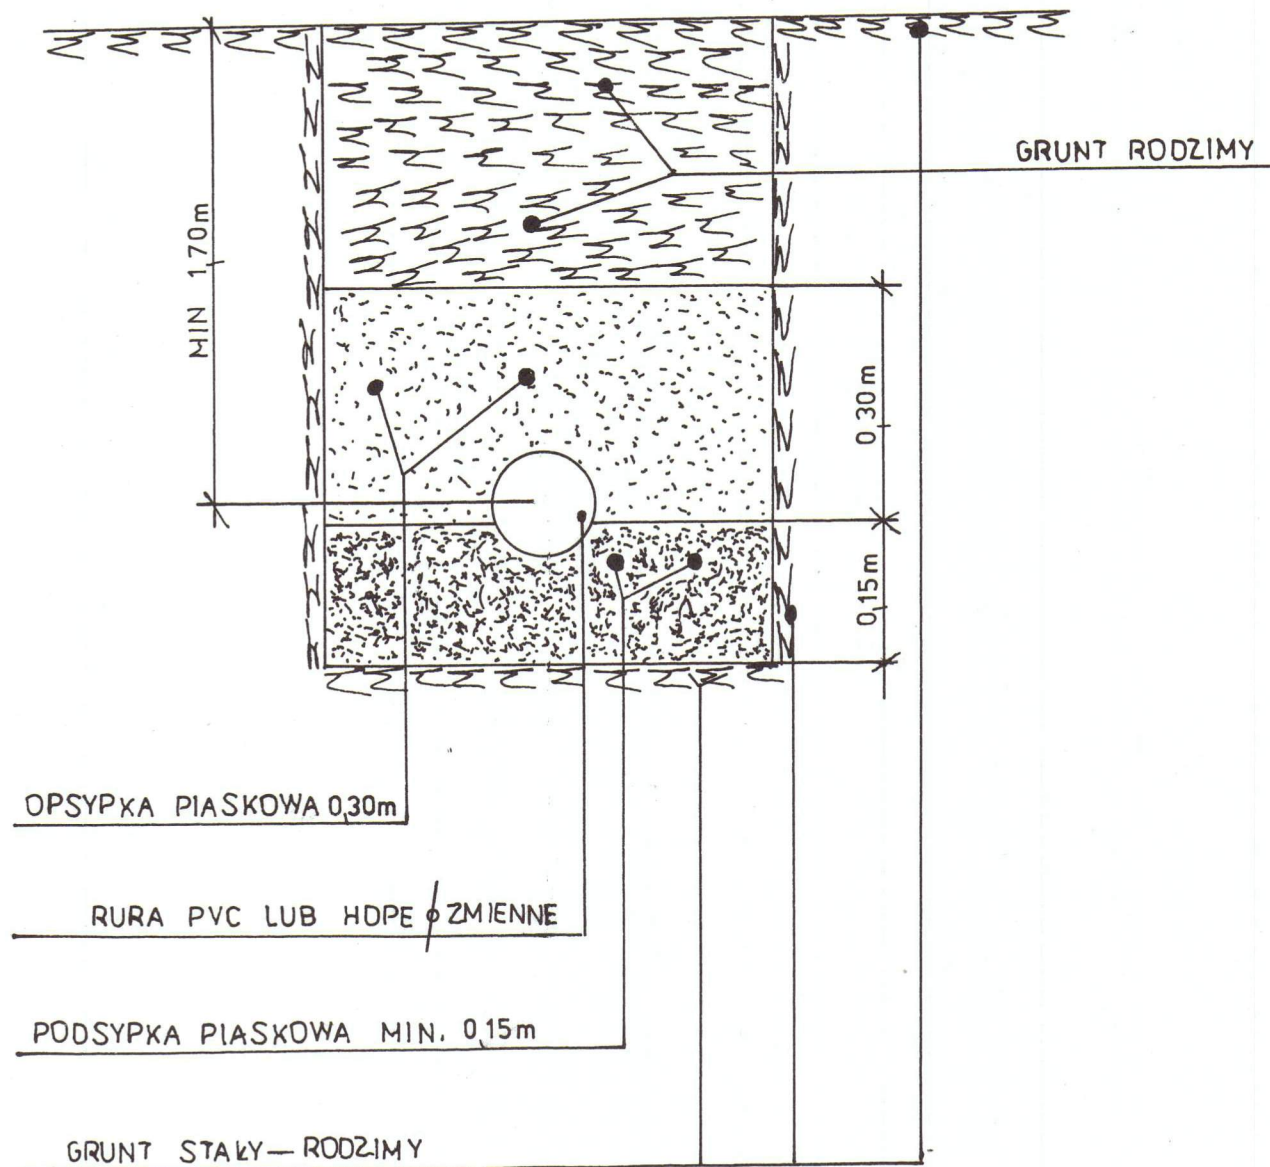 GRUNT RODZIMY
MIN 1,70m
0,30m
0,15m
OPSYPKA PIASKOWA 0,30m
RURA PVC LUB HDPE ϕ ZMIENNE
PODSYPKA PIASKOWA MIN. 0,15m
GRUNT STAŁY — RODZIMY